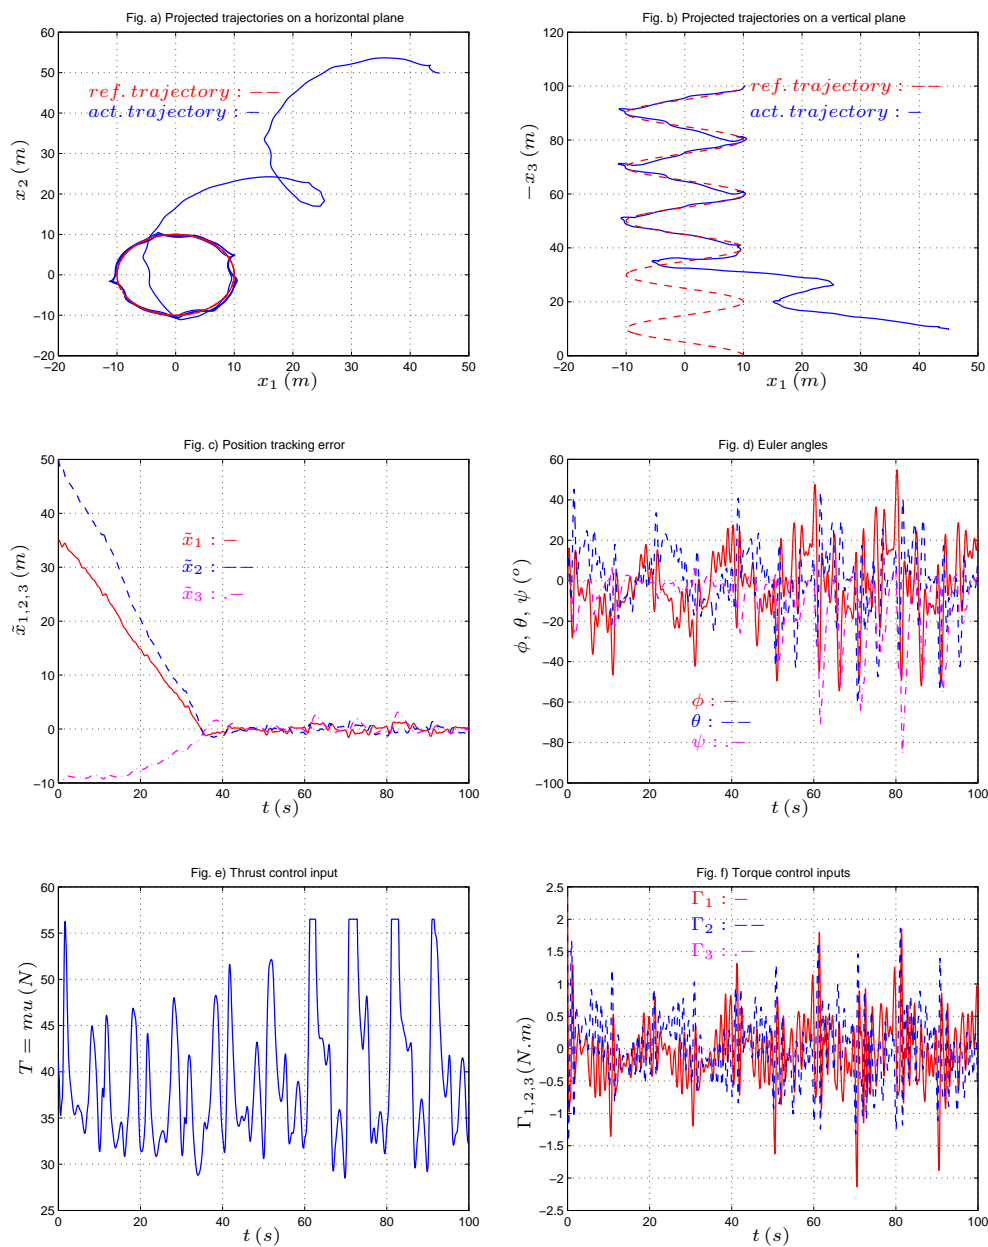 Fig. a) Projected trajectories on a horizontal plane
60
50
40
30
20
10
0
−10
−20
−20
−10
0
10
20
30
40
50
x₂ (m)
x₁ (m)
ref. trajectory : −−
act. trajectory : −
Fig. b) Projected trajectories on a vertical plane
120
100
80
60
40
20
0
−20
−10
0
10
20
30
40
50
−x₃ (m)
x₁ (m)
ref. trajectory : −−
act. trajectory : −
Fig. c) Position tracking error
50
40
30
20
10
0
−10
0
20
40
60
80
100
x̃₁,₂,₃ (m)
t (s)
x̃₁ : −
x̃₂ : −−
x̃₃ : .−
Fig. d) Euler angles
60
40
20
0
−20
−40
−60
−80
−100
0
20
40
60
80
100
ϕ, θ, ψ (°)
t (s)
ϕ : −
θ : −−
ψ : .−
Fig. e) Thrust control input
60
55
50
45
40
35
30
25
0
20
40
60
80
100
T = mu (N)
t (s)
Fig. f) Torque control inputs
2.5
2
1.5
1
0.5
0
−0.5
−1
−1.5
−2
−2.5
0
20
40
60
80
100
Γ₁,₂,₃ (N.m)
t (s)
Γ₁ : −
Γ₂ : −−
Γ₃ : .−